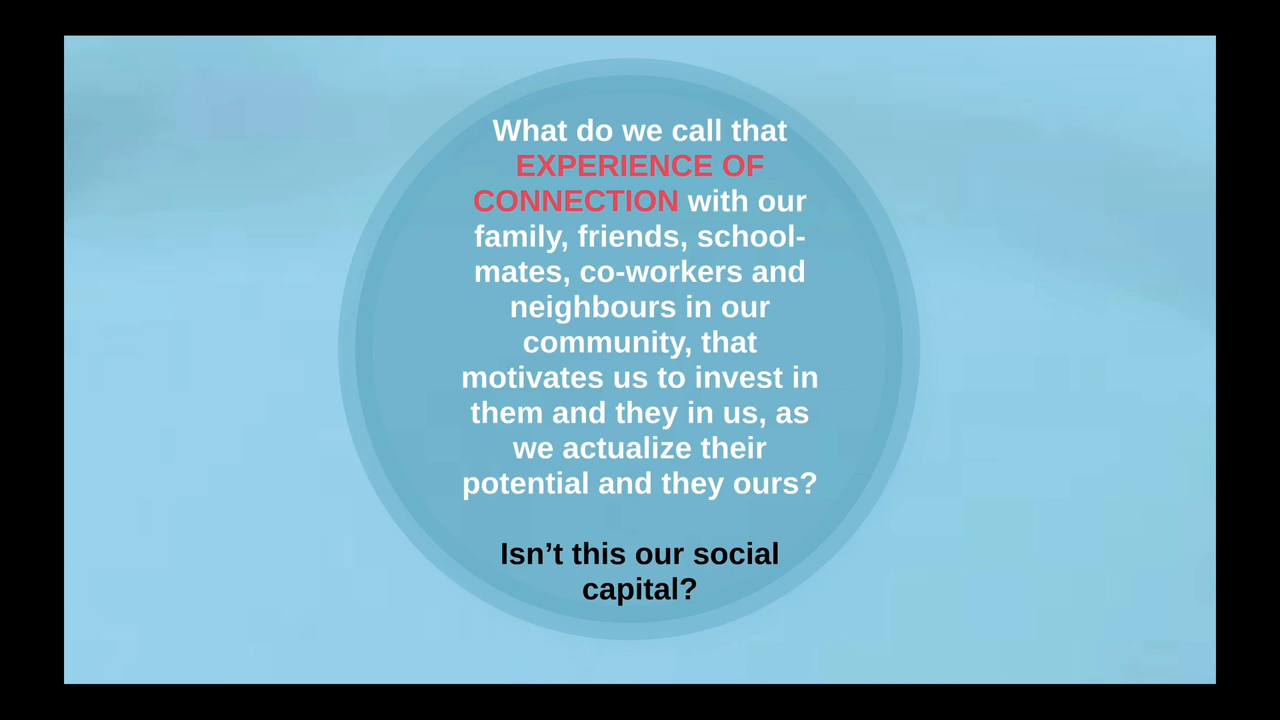 What do we call that
EXPERIENCE OF
CONNECTION with our
family, friends, school-
mates, co-workers and
neighbours in our
community, that
motivates us to invest in
them and they in us, as
we actualize their
potential and they ours?
Isn’t this our social
capital?